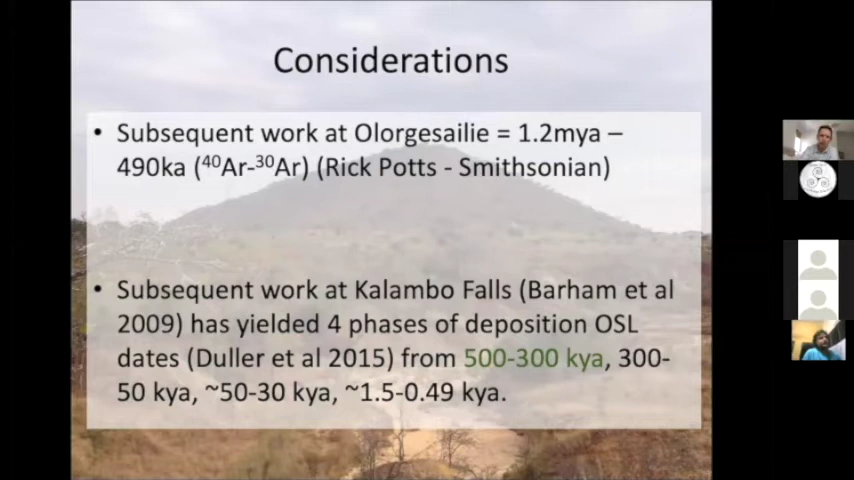 Considerations
• Subsequent work at Olorgesailie = 1.2mya –
490ka (⁴⁰Ar-³⁰Ar) (Rick Potts - Smithsonian)
• Subsequent work at Kalambo Falls (Barham et al
2009) has yielded 4 phases of deposition OSL
dates (Duller et al 2015) from 500-300 kya, 300-
50 kya, ~50-30 kya, ~1.5-0.49 kya.